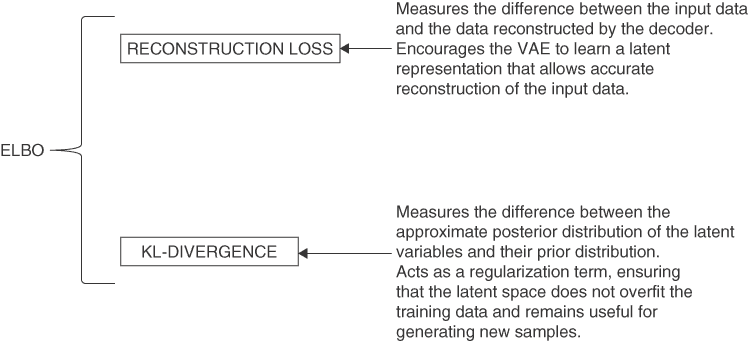 Measures the difference between the input data
and the data reconstructed by the decoder.
Encourages the VAE to learn a latent
representation that allows accurate
reconstruction of the input data.
RECONSTRUCTION LOSS
ELBO
Measures the difference between the
approximate posterior distribution of the latent
variables and their prior distribution.
Acts as a regularization term, ensuring
that the latent space does not overfit the
training data and remains useful for
generating new samples.
KL-DIVERGENCE